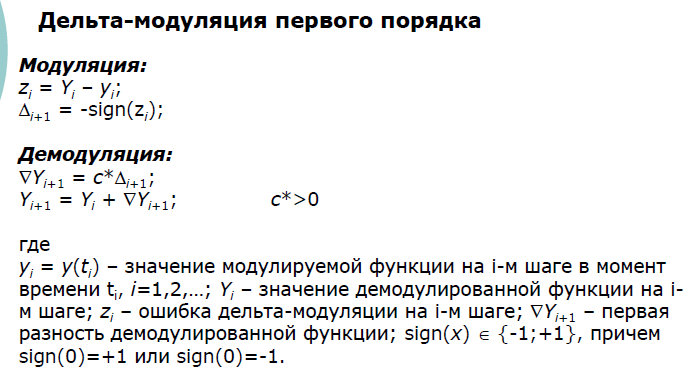 Дельта-модуляция первого порядка
Модуляция:
zᵢ = Yᵢ – yᵢ;
Δᵢ₊₁ = -sign(zᵢ);
Демодуляция:
∇Yᵢ₊₁ = c*Δᵢ₊₁;
Yᵢ₊₁ = Yᵢ + ∇Yᵢ₊₁; c*>0
где
yᵢ = y(tᵢ) – значение модулируемой функции на i-м шаге в момент
времени tᵢ, i=1,2,…; Yᵢ – значение демодулированной функции на i-
м шаге; zᵢ – ошибка дельта-модуляции на i-м шаге; ∇Yᵢ₊₁ – первая
разность демодулированной функции; sign(x) ∈ {-1;+1}, причем
sign(0)=+1 или sign(0)=-1.